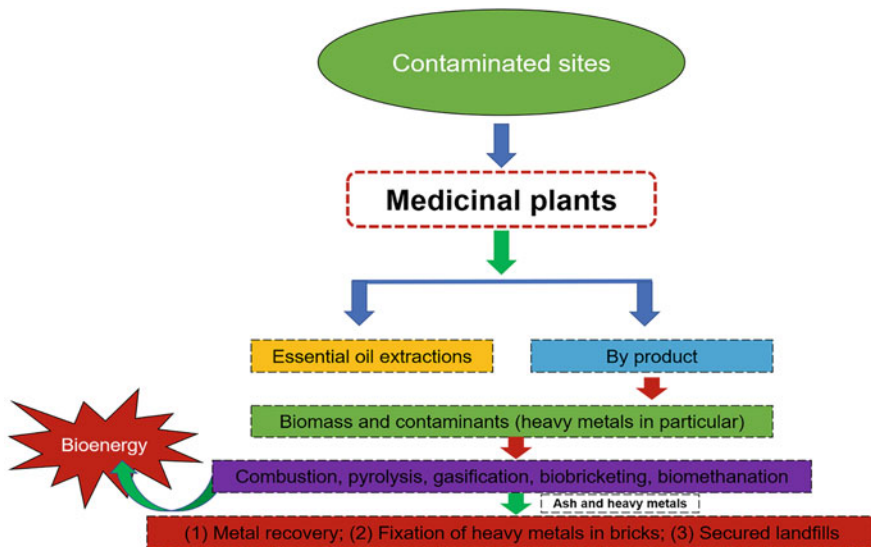 Contaminated sites
Medicinal plants
Essential oil extractions
By product
Biomass and contaminants (heavy metals in particular)
Bioenergy
Combustion, pyrolysis, gasification, biobricketing, biomethanation
Ash and heavy metals
(1) Metal recovery; (2) Fixation of heavy metals in bricks; (3) Secured landfills